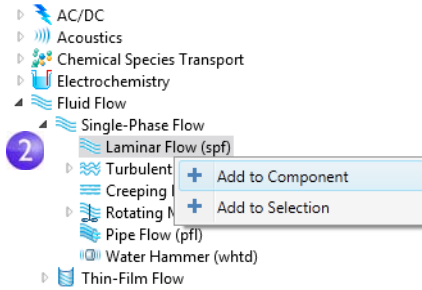 AC/DC
Acoustics
Chemical Species Transport
Electrochemistry
Fluid Flow
Single-Phase Flow
2
Laminar Flow (spf)
Turbulent
Add to Component
Creeping
Rotating
Add to Selection
Pipe Flow (pfl)
Water Hammer (whtd)
Thin-Film Flow